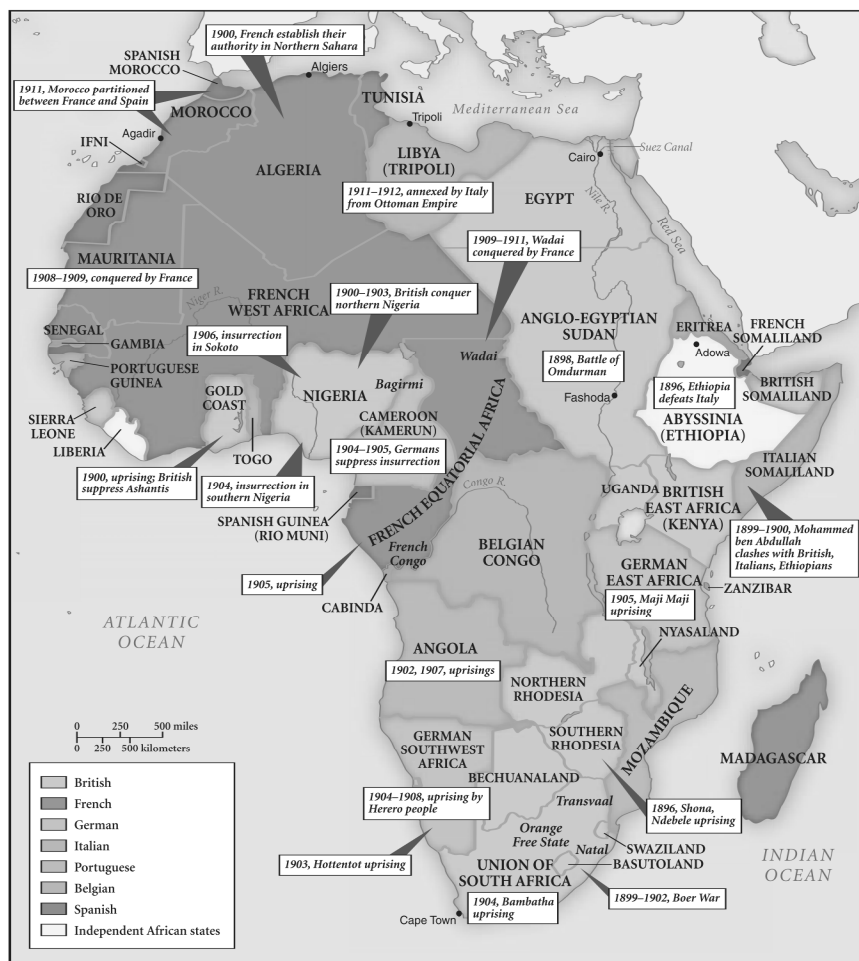 1900, French establish their
authority in Northern Sahara
SPANISH
MOROCCO
Algiers
1911, Morocco partitioned
between France and Spain
MOROCCO
TUNISIA
Mediterranean Sea
Tripoli
Agadir
IFNI
LIBYA
(TRIPOLI)
Cairo
Suez Canal
ALGERIA
1911–1912, annexed by Italy
from Ottoman Empire
EGYPT
Nile R.
RIO DE
ORO
Red Sea
1909–1911, Wadai
conquered by France
MAURITANIA
1908–1909, conquered by France
Niger R.
FRENCH
WEST AFRICA
1900–1903, British conquer
northern Nigeria
ANGLO-EGYPTIAN
SUDAN
ERITREA
FRENCH
SOMALILAND
SENEGAL
GAMBIA
1906, insurrection
in Sokoto
Wadai
Adowa
1898, Battle of
Omdurman
PORTUGUESE
GUINEA
GOLD
COAST
NIGERIA
Bagirmi
Fashoda
1896, Ethiopia
defeats Italy
BRITISH
SOMALILAND
SIERRA
LEONE
LIBERIA
CAMEROON
(KAMERUN)
ABYSSINIA
(ETHIOPIA)
TOGO
1904–1905, Germans
suppress insurrection
FRENCH EQUATORIAL AFRICA
ITALIAN
SOMALILAND
1900, uprising; British
suppress Ashantis
1904, insurrection in
southern Nigeria
Congo R.
UGANDA
BRITISH
EAST AFRICA
(KENYA)
SPANISH GUINEA
(RIO MUNI)
1899–1900, Mohammed
ben Abdullah
clashes with British,
Italians, Ethiopians
French
Congo
BELGIAN
CONGO
1905, uprising
GERMAN
EAST AFRICA
ZANZIBAR
CABINDA
1905, Maji Maji
uprising
ATLANTIC
OCEAN
NYASALAND
ANGOLA
1902, 1907, uprisings
NORTHERN
RHODESIA
0 250 500 miles
0 250 500 kilometers
GERMAN
SOUTHWEST
AFRICA
SOUTHERN
RHODESIA
MOZAMBIQUE
MADAGASCAR
BECHUANALAND
British
French
German
Italian
Portuguese
Belgian
Spanish
Independent African states
1904–1908, uprising by
Herero people
Transvaal
1896, Shona,
Ndebele uprising
Orange
Free State
Natal
SWAZILAND
BASUTOLAND
1903, Hottentot uprising
UNION OF
SOUTH AFRICA
INDIAN
OCEAN
1904, Bambatha
uprising
1899–1902, Boer War
Cape Town